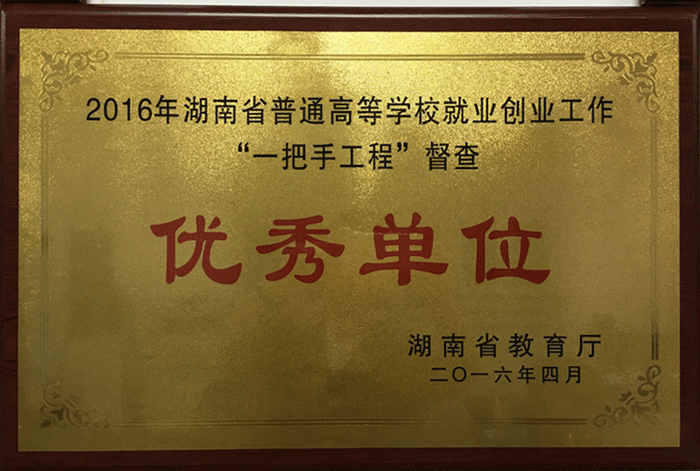 2016年湖南省普通高等学校就业创业工作
“一把手工程”督查
优秀单位
湖南省教育厅
二〇一六年四月